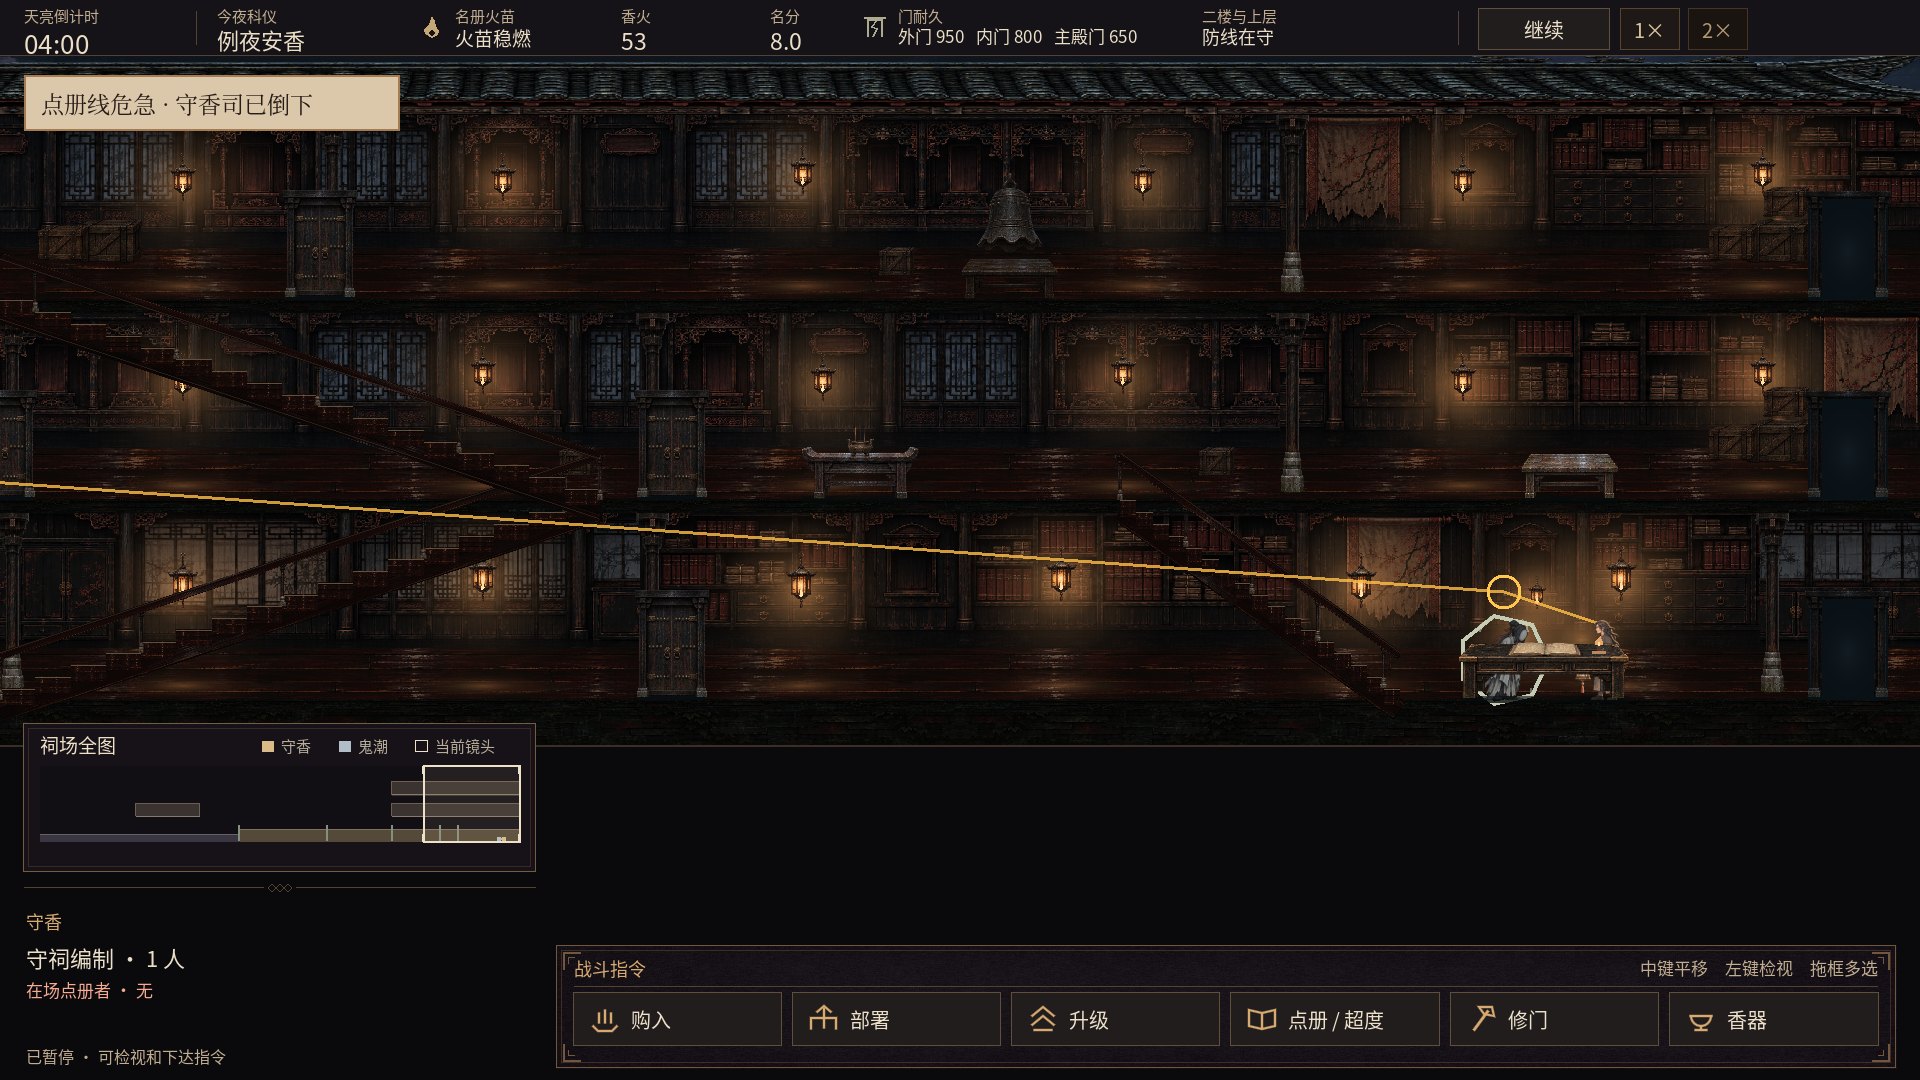 天亮倒计时
04:00
今夜科仪
例夜安香
名册火苗
火苗稳燃
香火
53
名分
8.0
门耐久
外门 950 内门 800 主殿门 650
二楼与上层
防线在守
继续
1×
2×
点册线危急 · 守香司已倒下
祠场全图
守香
鬼潮
当前镜头
守香
守祠编制 · 1 人
在场点册者 · 无
已暂停 · 可检视和下达指令
战斗指令
中键平移 左键检视 拖框多选
购入
部署
升级
点册 / 超度
修门
香器